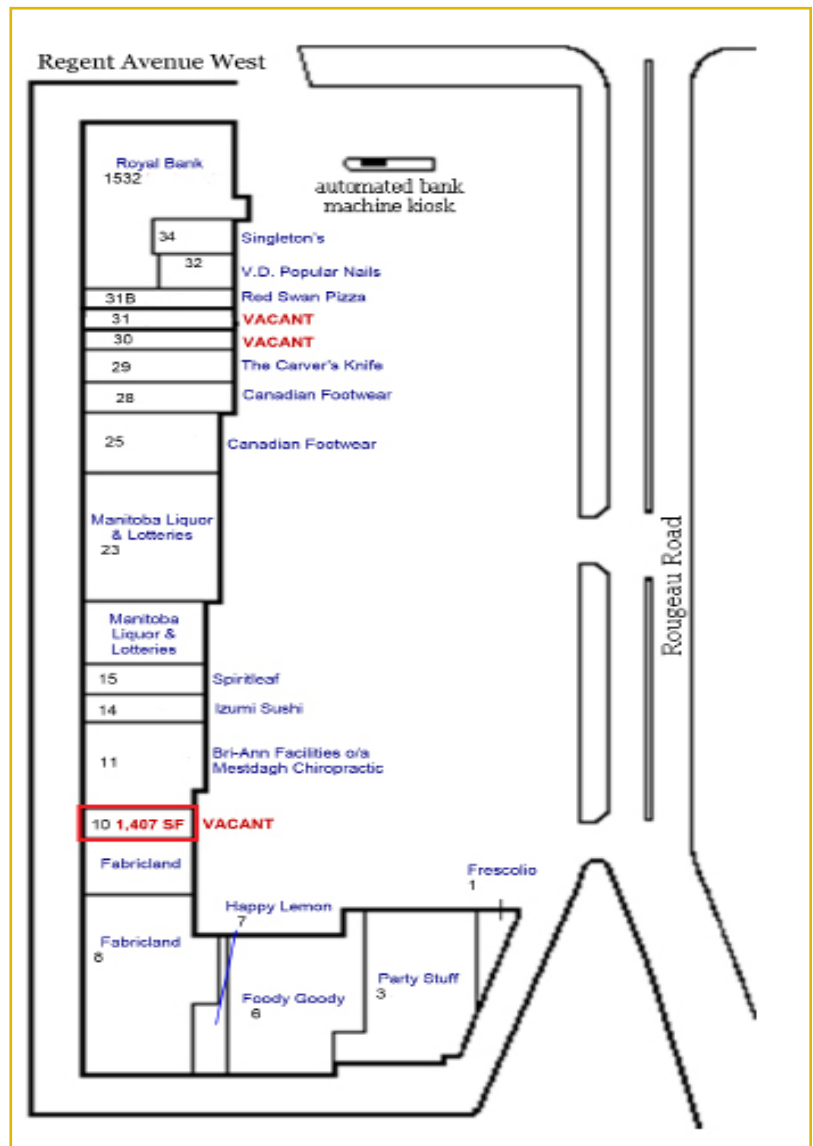 Regent Avenue West
Royal Bank
1532
automated bank
machine kiosk
34
Singleton's
32
V.D. Popular Nails
31B
Red Swan Pizza
31
VACANT
30
VACANT
29
The Carver's Knife
28
Canadian Footwear
25
Canadian Footwear
Manitoba Liquor
& Lotteries
23
Rougeau Road
Manitoba
Liquor &
Lotteries
15
Spiritleaf
14
Izumi Sushi
11
Bri-Ann Facilities o/a
Mestdagh Chiropractic
10 1,407 SF
VACANT
Fabricland
Frescolio
1
Happy Lemon
7
Fabricland
8
Party Stuff
3
Foody Goody
6